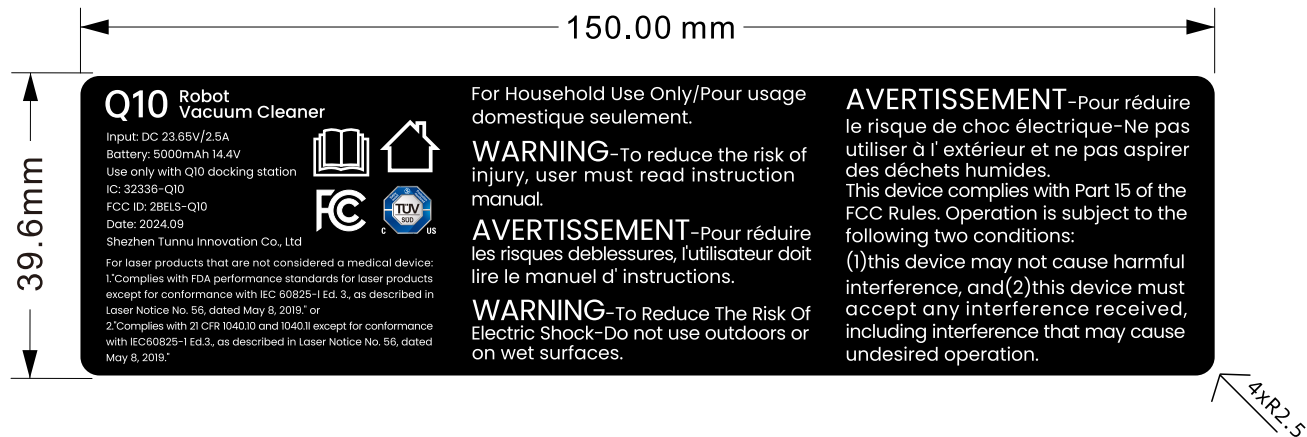 150.00 mm
39.6mm
Q10 Robot
Vacuum Cleaner
Input: DC 23.65V/2.5A
Battery: 5000mAh 14.4V
Use only with Q10 docking station
IC: 32336-Q10
FCC ID: 2BELS-Q10
Date: 2024.09
Shezhen Tunnu Innovation Co., Ltd
FC
TÜV
SÜD
C US
For laser products that are not considered a medical device:
1."Complies with FDA performance standards for laser products
except for conformance with IEC 60825-l Ed. 3., as described in
Laser Notice No. 56, dated May 8, 2019." or
2."Complies with 21 CFR 1040.10 and 1040.1l except for conformance
with IEC60825-1 Ed.3., as described in Laser Notice No. 56, dated
May 8, 2019."
For Household Use Only/Pour usage
domestique seulement.
WARNING-To reduce the risk of
injury, user must read instruction
manual.
AVERTISSEMENT-Pour réduire
les risques deblessures, l'utilisateur doit
lire le manuel d' instructions.
WARNING-To Reduce The Risk Of
Electric Shock-Do not use outdoors or
on wet surfaces.
AVERTISSEMENT-Pour réduire
le risque de choc électrique-Ne pas
utiliser à l' extérieur et ne pas aspirer
des déchets humides.
This device complies with Part 15 of the
FCC Rules. Operation is subject to the
following two conditions:
(1)this device may not cause harmful
interference, and(2)this device must
accept any interference received,
including interference that may cause
undesired operation.
4xR2.5